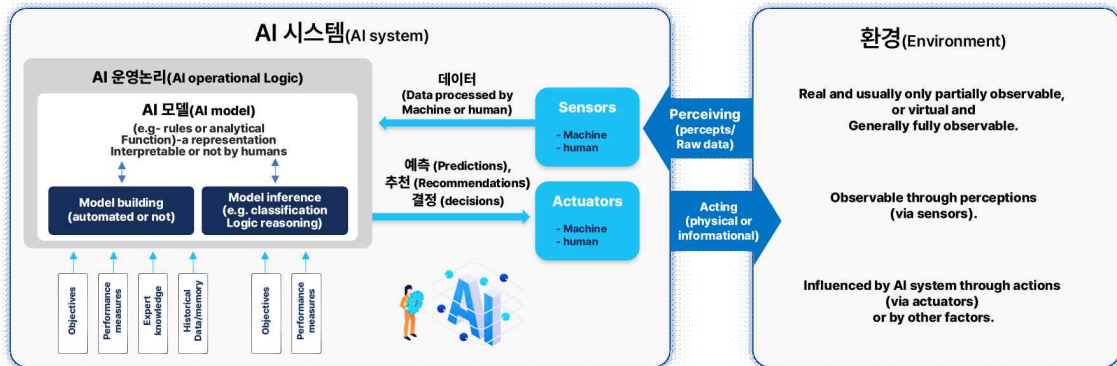 AI 시스템(AI system)
AI 운영논리(AI operational Logic)
AI 모델(AI model)
(e.g- rules or analytical
Function)-a representation
Interpretable or not by humans
Model building
(automated or not)
Model inference
(e.g. classification
Logic reasoning)
Objectives
Performance
measures
Expert
knowledge
Historical
Data/memory
Objectives
Performance
measures
데이터
(Data processed by
Machine or human)
예측 (Predictions),
추천 (Recommendations)
결정 (decisions)
Sensors
- Machine
- human
Actuators
- Machine
- human
AI
Perceiving
(percepts/
Raw data)
Acting
(physical or
informational)
환경(Environment)
Real and usually only partially observable,
or virtual and
Generally fully observable.
Observable through perceptions
(via sensors).
Influenced by AI system through actions
(via actuators)
or by other factors.